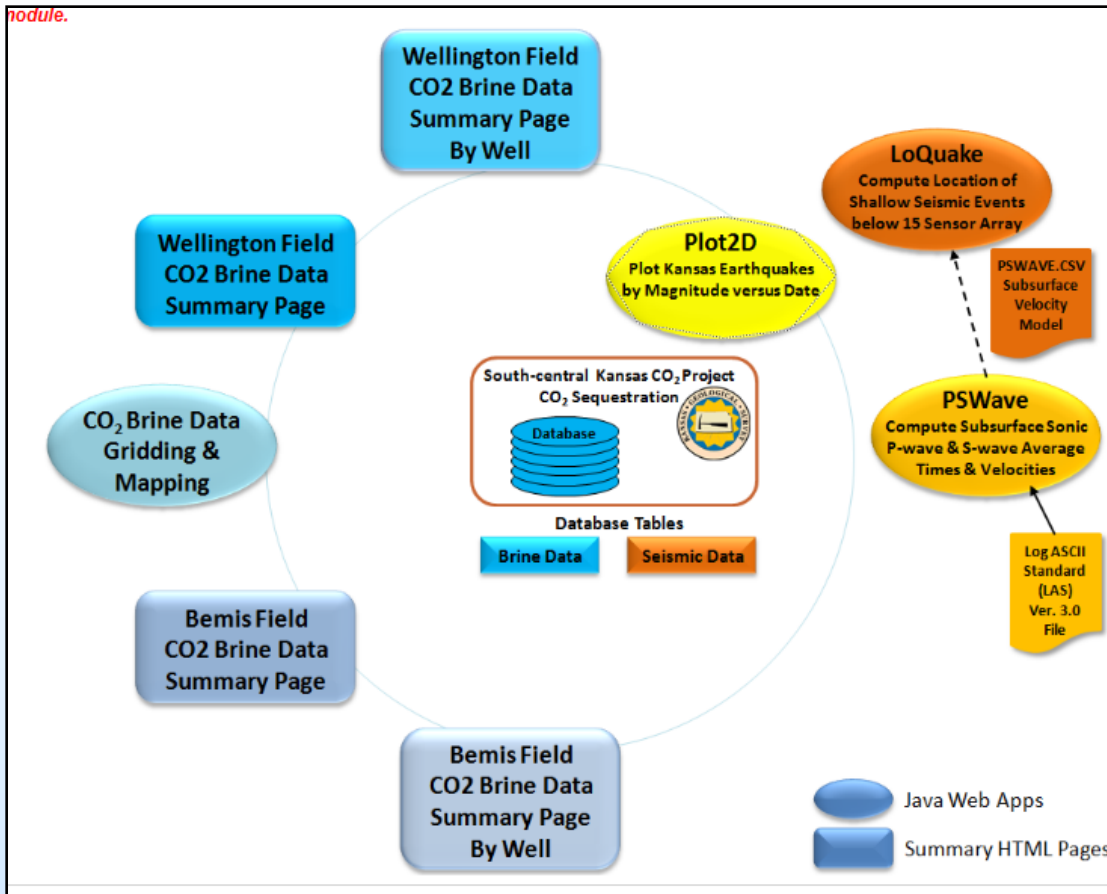 module.
Wellington Field
CO2 Brine Data
Summary Page
By Well
LoQuake
Compute Location of
Shallow Seismic Events
below 15 Sensor Array
Wellington Field
CO2 Brine Data
Summary Page
Plot2D
Plot Kansas Earthquakes
by Magnitude versus Date
PSWAVE.CSV
Subsurface
Velocity
Model
South-central Kansas CO₂ Project
CO₂ Sequestration
KANSAS GEOLOGICAL SURVEY
Database
CO₂ Brine Data
Gridding &
Mapping
PSWave
Compute Subsurface Sonic
P-wave & S-wave Average
Times & Velocities
Database Tables
Brine Data
Seismic Data
Log ASCII
Standard
(LAS)
Ver. 3.0
File
Bemis Field
CO2 Brine Data
Summary Page
Bemis Field
CO2 Brine Data
Summary Page
By Well
Java Web Apps
Summary HTML Pages